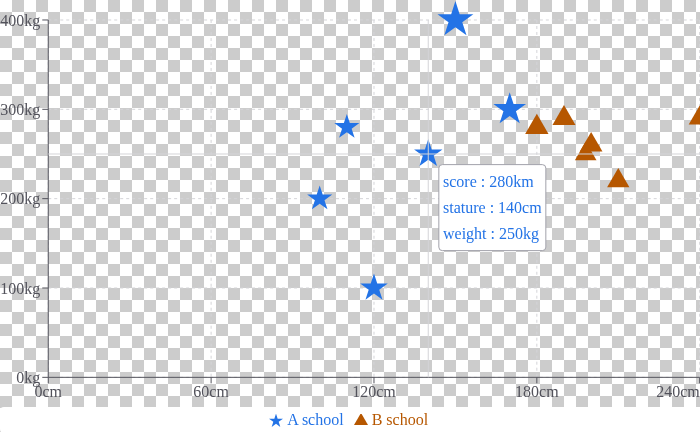 400kg
300kg
200kg
100kg
0kg
score : 280km
stature : 140cm
weight : 250kg
0cm 60cm 120cm 180cm 240cm
A school B school